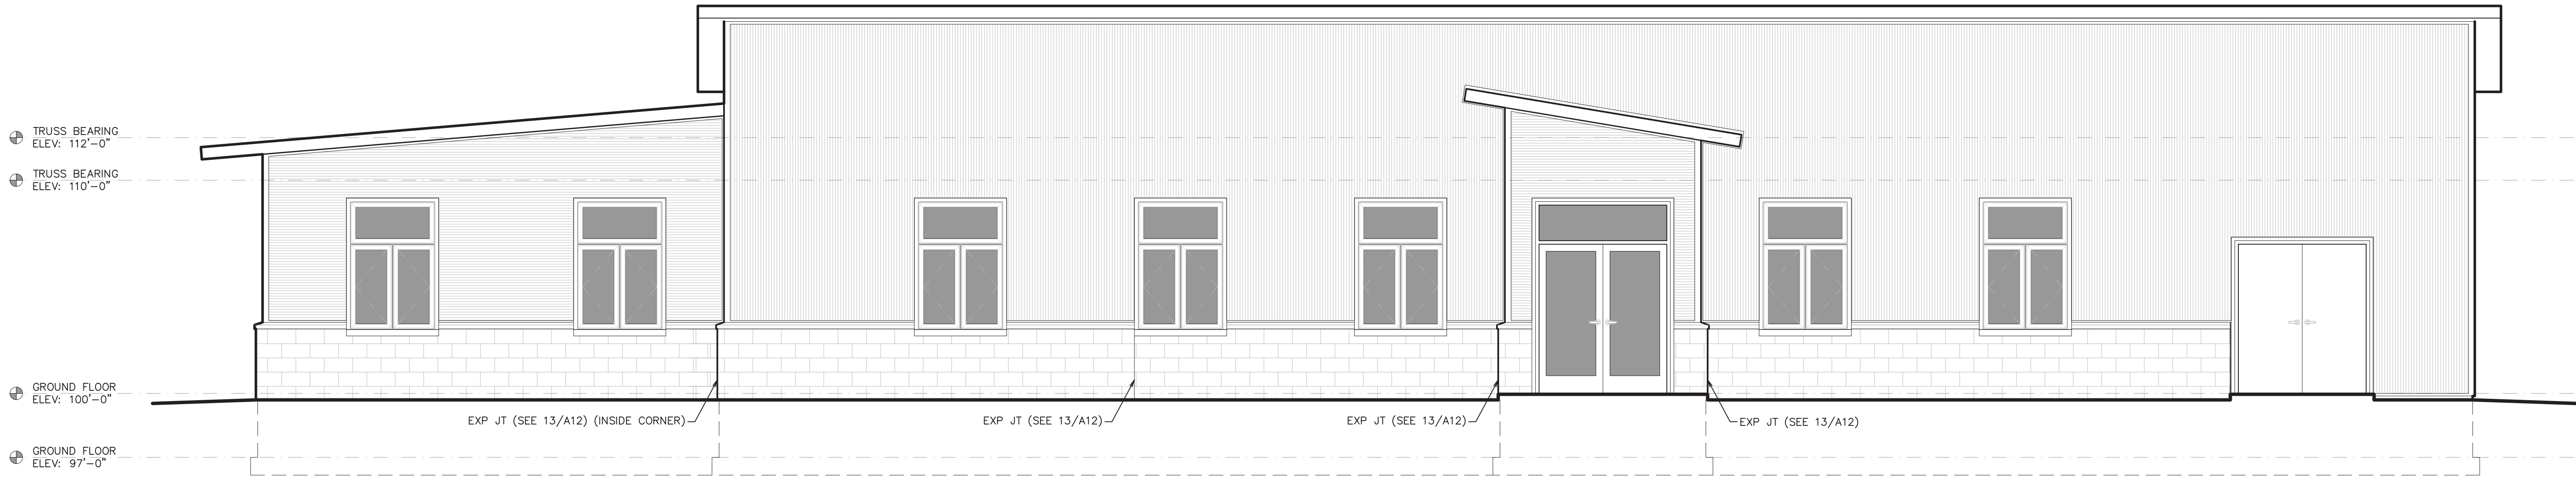 TRUSS BEARING
ELEV: 112'-0"
TRUSS BEARING
ELEV: 110'-0"
GROUND FLOOR
ELEV: 100'-0"
EXP JT (SEE 13/A12) (INSIDE CORNER)
EXP JT (SEE 13/A12)
EXP JT (SEE 13/A12)
EXP JT (SEE 13/A12)
GROUND FLOOR
ELEV: 97'-0"